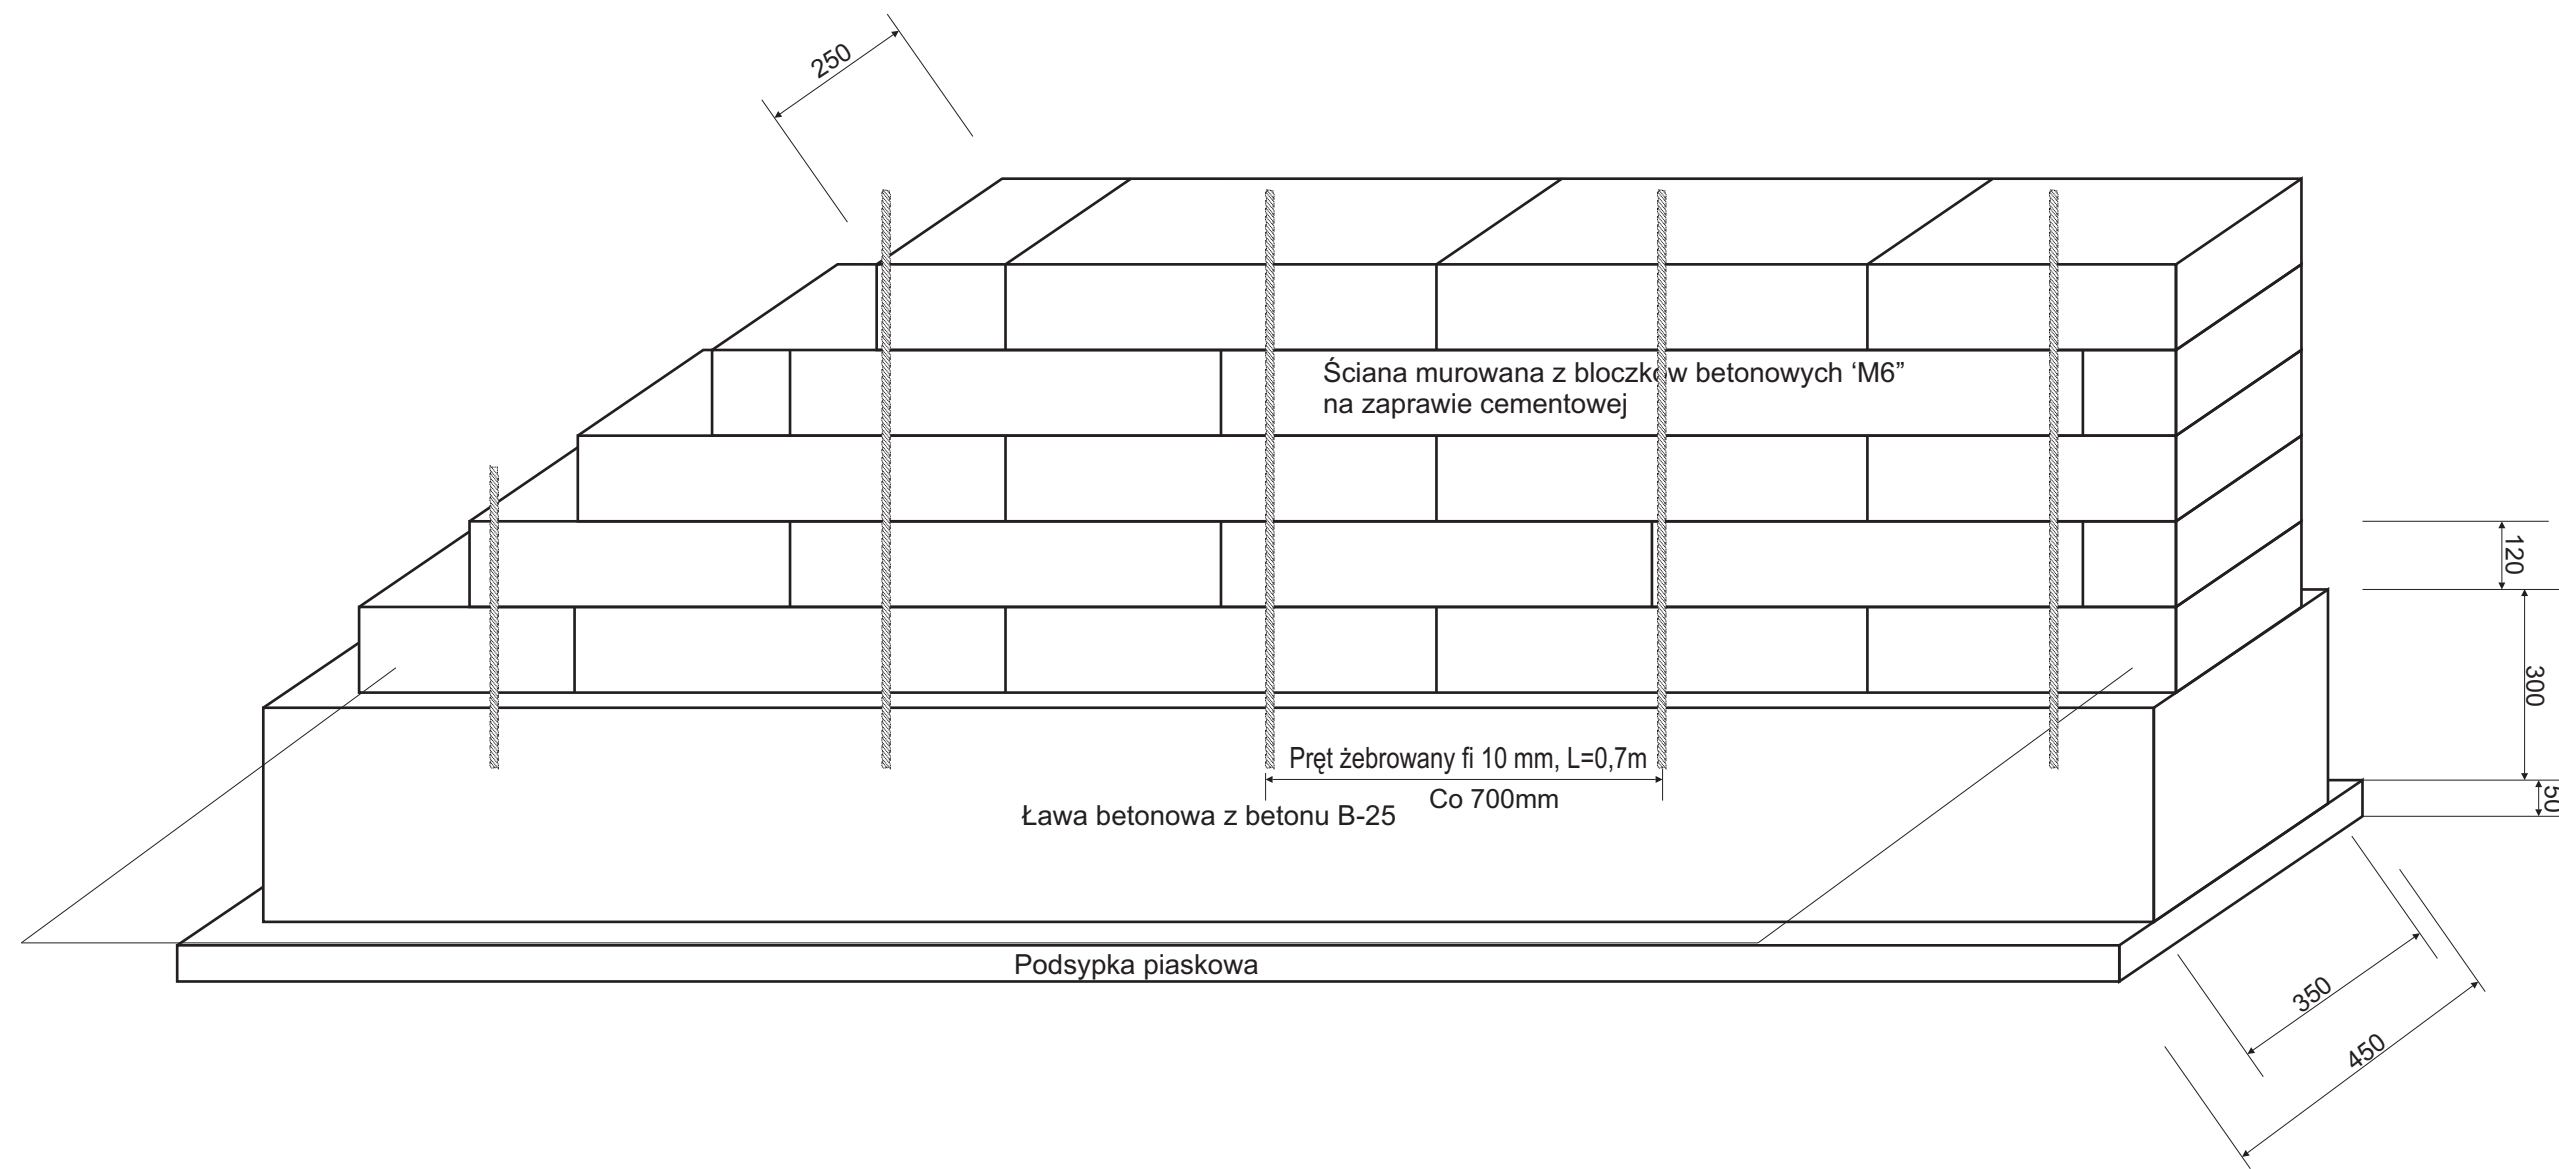 250
Ściana murowana z bloczków betonowych ‘M6”
na zaprawie cementowej
120
300
Pręt żebrowany fi 10 mm, L=0,7m
Co 700mm
50
Ława betonowa z betonu B-25
Podsypka piaskowa
350
450